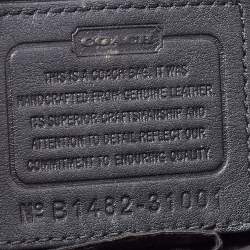 COACH
THIS IS A COACH BAG. IT WAS
HANDCRAFTED FROM GENUINE LEATHER.
ITS SUPERIOR CRAFTSMANSHIP AND
ATTENTION TO DETAIL REFLECT OUR
COMMITMENT TO ENDURING QUALITY.
Nº B1482-31001